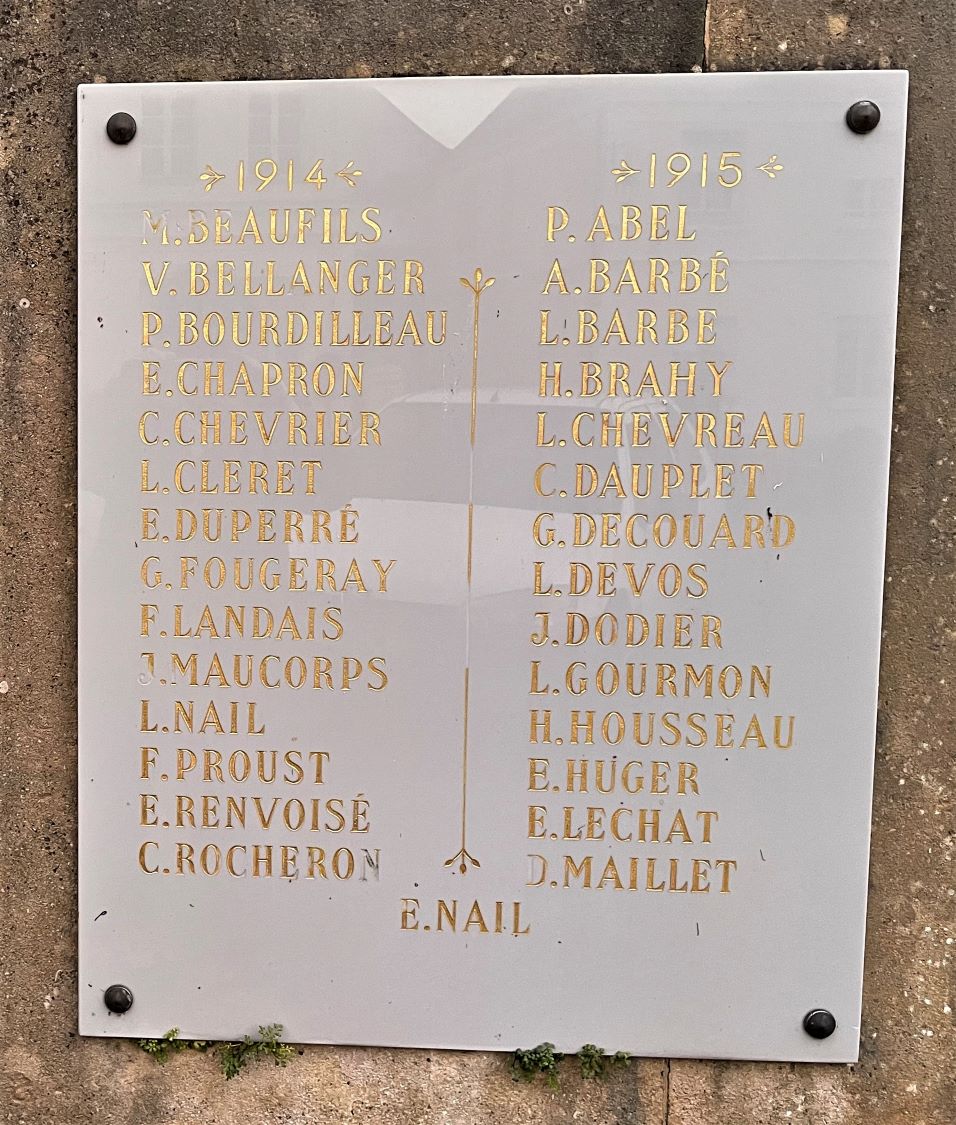 1914
M. BEAUFILS
V. BELLANGER
P. BOURDILLEAU
E. CHAPRON
C. CHEVRIER
L. CLERET
E. DUPERRÉ
G. FOUGERAY
F. LANDAIS
J. MAUCORPS
L. NAIL
F. PROUST
E. RENVOISÉ
C. ROCHERON
1915
P. ABEL
A. BARBÉ
L. BARBE
H. BRAHY
L. CHEVREAU
C. DAUPLET
G. DECOUARD
L. DEVOS
J. DODIER
L. GOURMON
H. HOUSSEAU
E. HUGER
E. LECHAT
D. MAILLET
E. NAIL